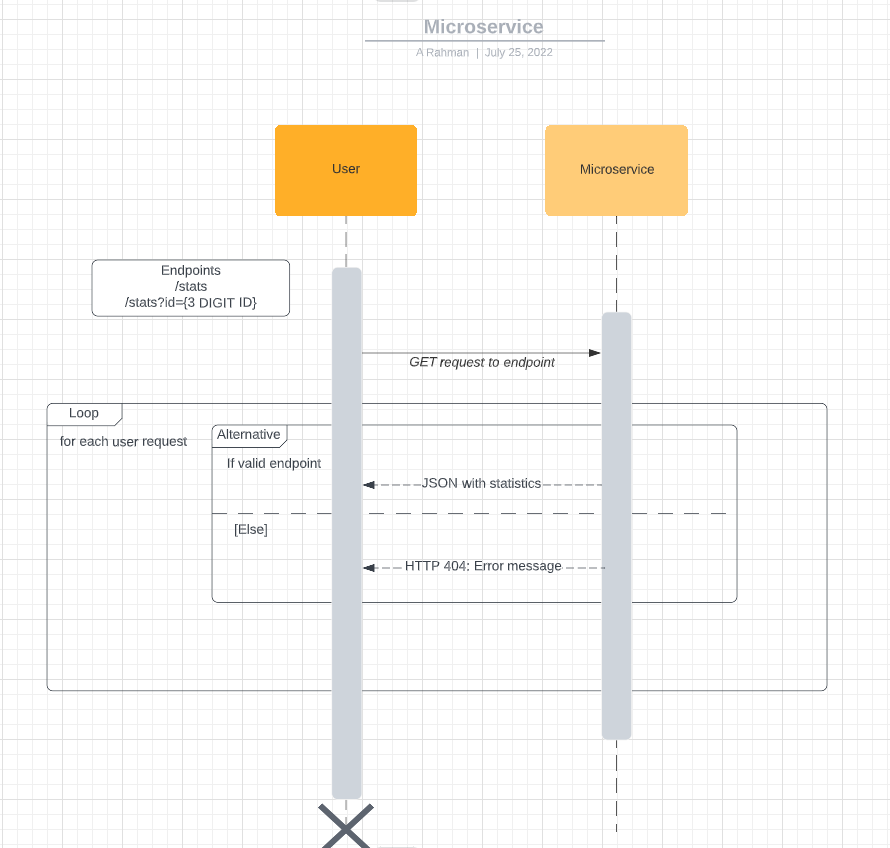 Microservice
A Rahman | July 25, 2022
User
Microservice
Endpoints
/stats
/stats?id={3 DIGIT ID}
GET request to endpoint
Loop
for each user request
Alternative
If valid endpoint
JSON with statistics
[Else]
HTTP 404: Error message